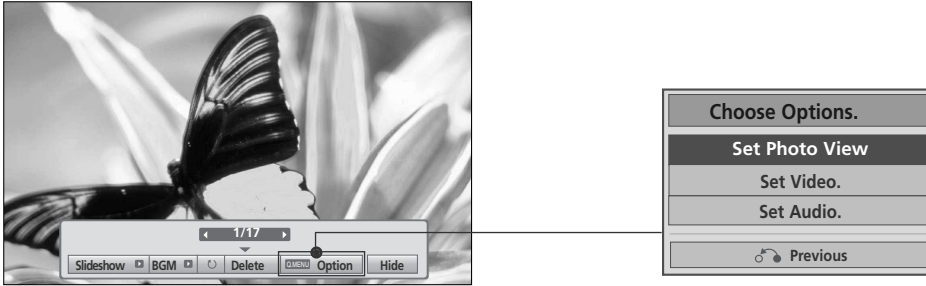 1/17
Slideshow BGM Delete Q.MENU Option Hide
Choose Options.
Set Photo View
Set Video.
Set Audio.
Previous